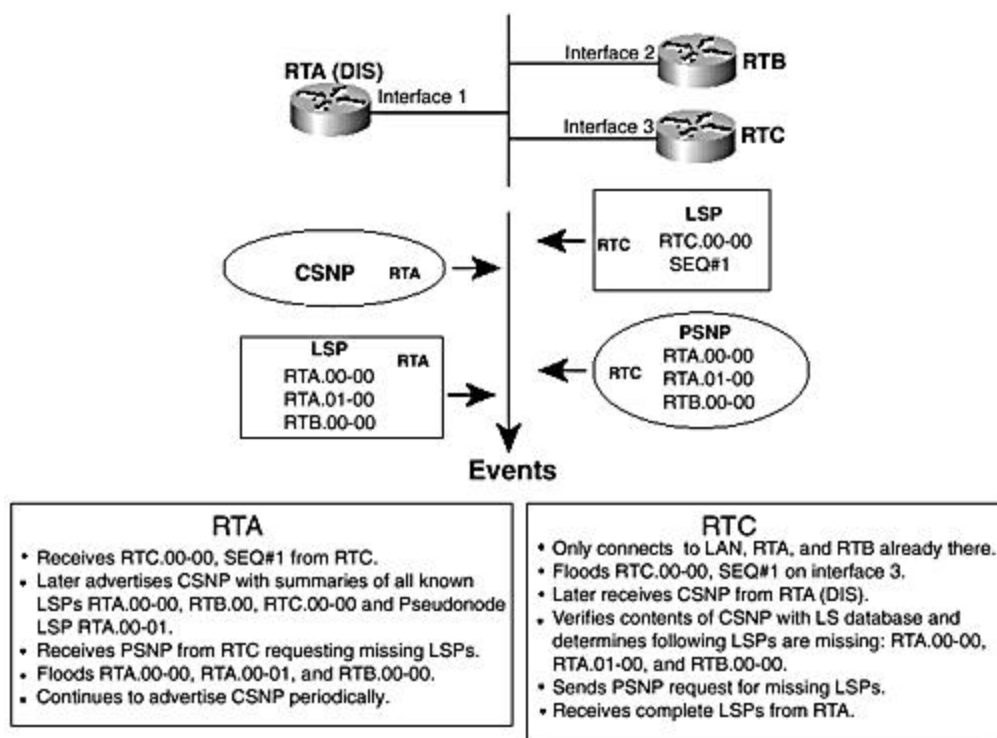 Interface 2
RTB
RTA (DIS)
Interface 1
Interface 3
RTC
LSP
RTC
RTC.00-00
SEQ#1
CSNP
RTA
LSP
RTA
RTA.00-00
RTA.01-00
RTB.00-00
PSNP
RTC
RTA.00-00
RTA.01-00
RTB.00-00
Events
RTA
• Receives RTC.00-00, SEQ#1 from RTC.
• Later advertises CSNP with summaries of all known
LSPs RTA.00-00, RTB.00, RTC.00-00 and Pseudonode
LSP RTA.00-01.
• Receives PSNP from RTC requesting missing LSPs.
• Floods RTA.00-00, RTA.00-01, and RTB.00-00.
• Continues to advertise CSNP periodically.
RTC
• Only connects to LAN, RTA, and RTB already there.
• Floods RTC.00-00, SEQ#1 on interface 3.
• Later receives CSNP from RTA (DIS).
• Verifies contents of CSNP with LS database and
determines following LSPs are missing: RTA.00-00,
RTA.01-00, and RTB.00-00.
• Sends PSNP request for missing LSPs.
• Receives complete LSPs from RTA.